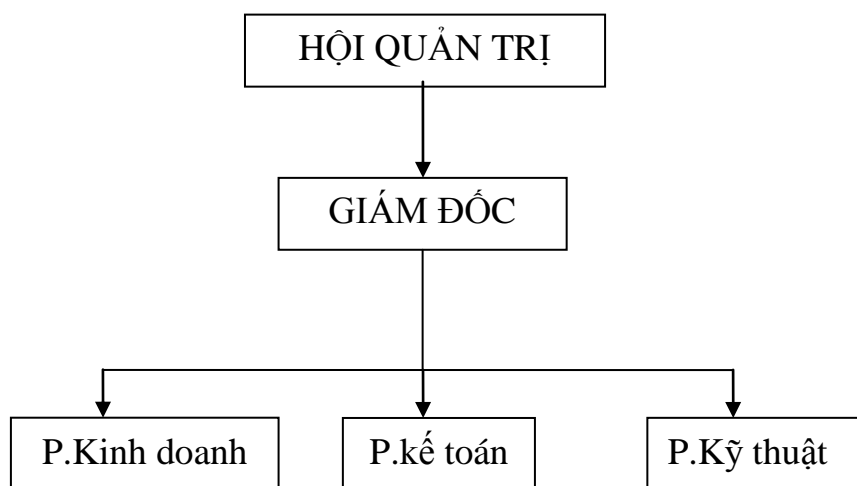 HỘI QUẢN TRỊ
GIÁM ĐỐC
P.Kinh doanh
P.kế toán
P.Kỹ thuật